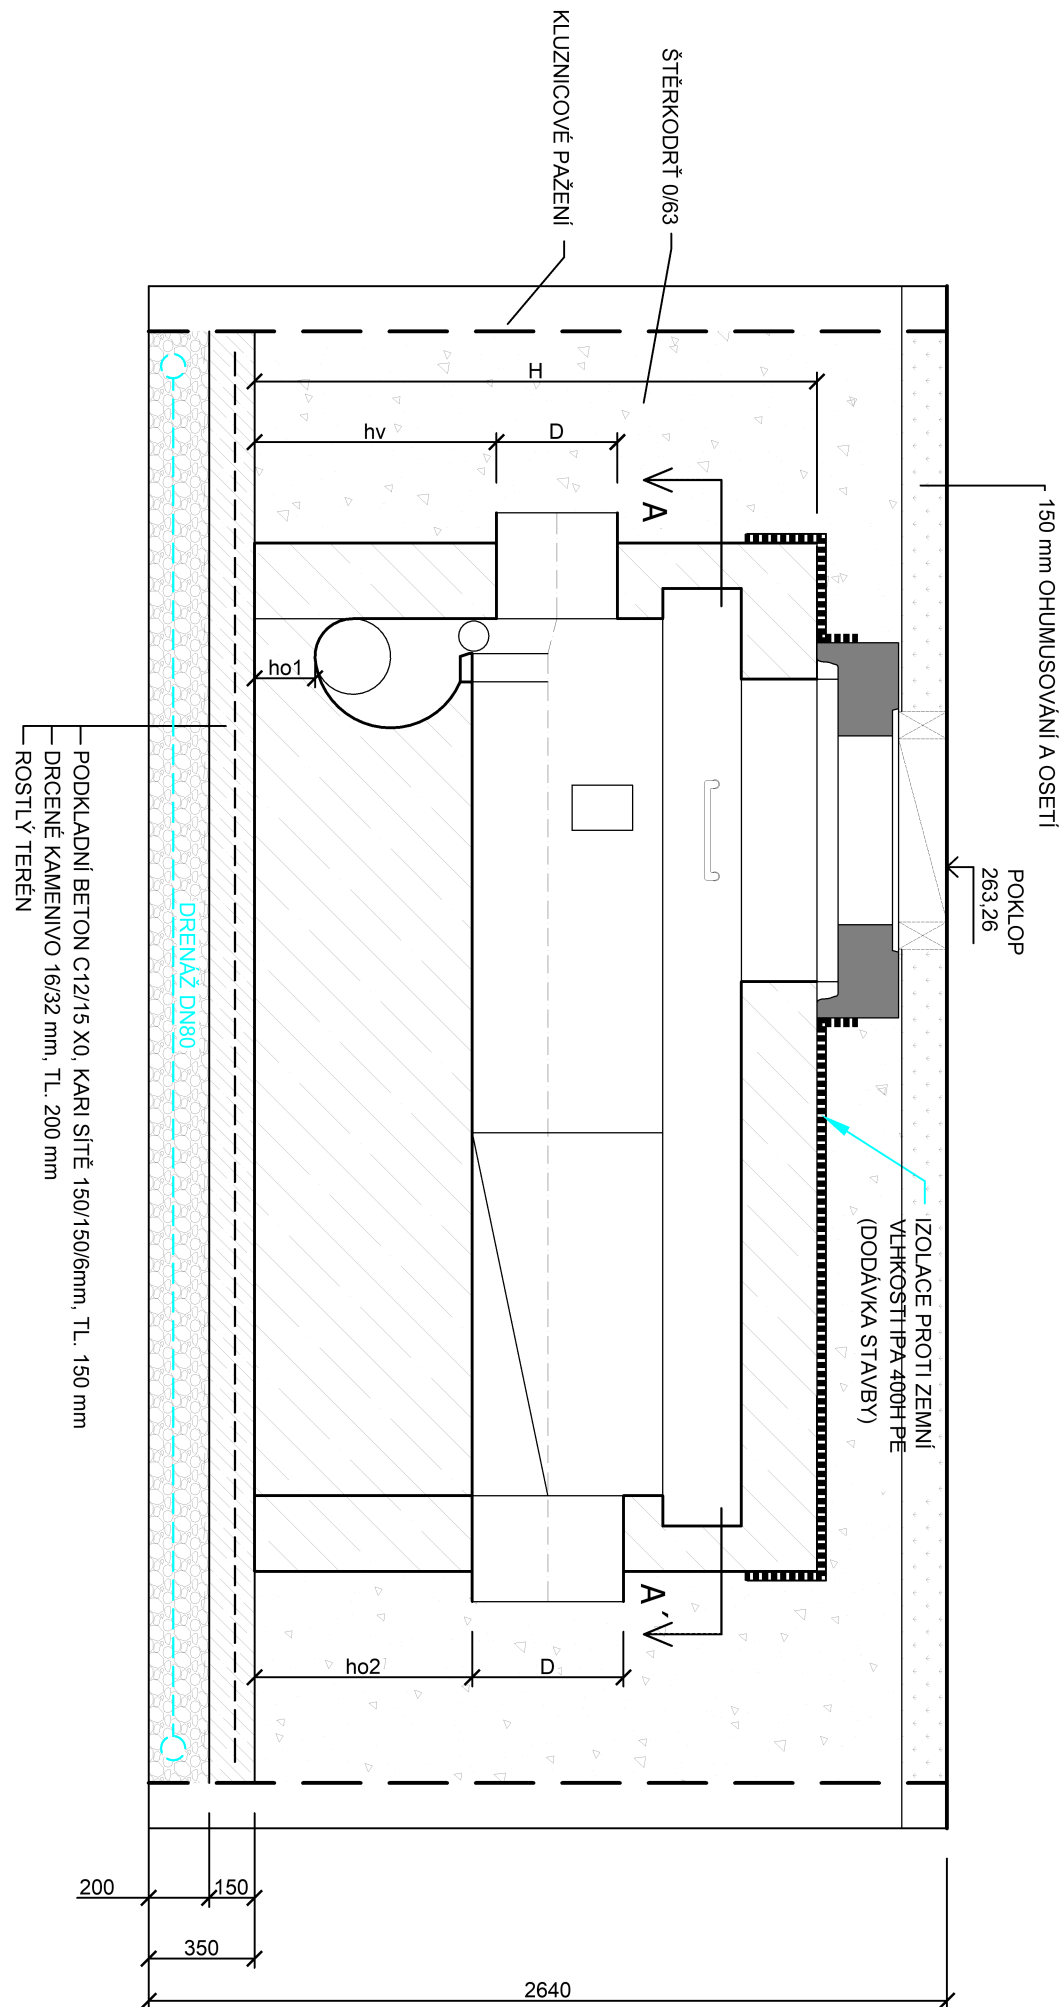 KLUZNICOVÉ PAŽENÍ
ŠTĚRKODRŤ 0/63
150 mm OHUMUSOVÁNÍ A OSETÍ
POKLOP
263,26
H
hv
D
A
ho1
IZOLACE PROTI ZEMNÍ
VLHKOSTI IPA 400H PE
(DODÁVKA STAVBY)
DRENÁŽ DN80
PODKLADNÍ BETON C12/15 X0, KARI SÍTĚ 150/150/6mm, TL. 150 mm
DRCENÉ KAMENIVO 16/32 mm, TL. 200 mm
ROSTLÝ TERÉN
A´
ho2
D
200
150
350
2640